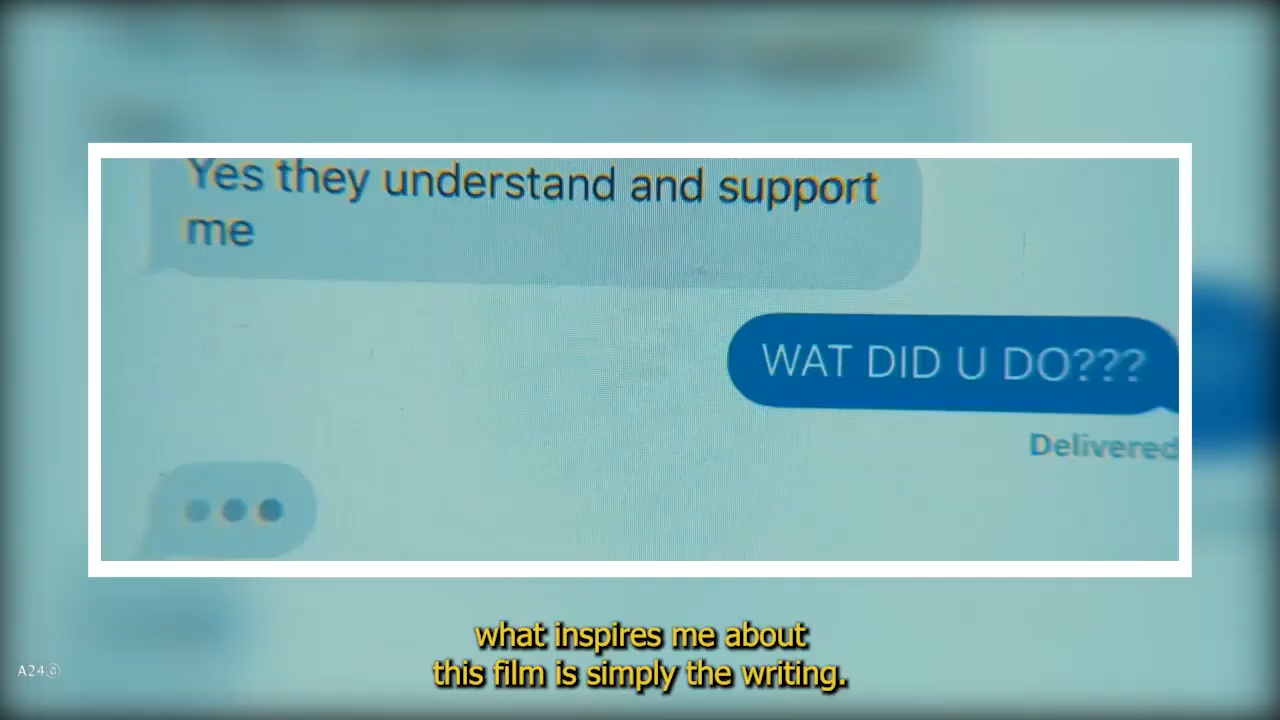 Yes they understand and support
me
WAT DID U DO???
Delivered
what inspires me about
this film is simply the writing.
A24